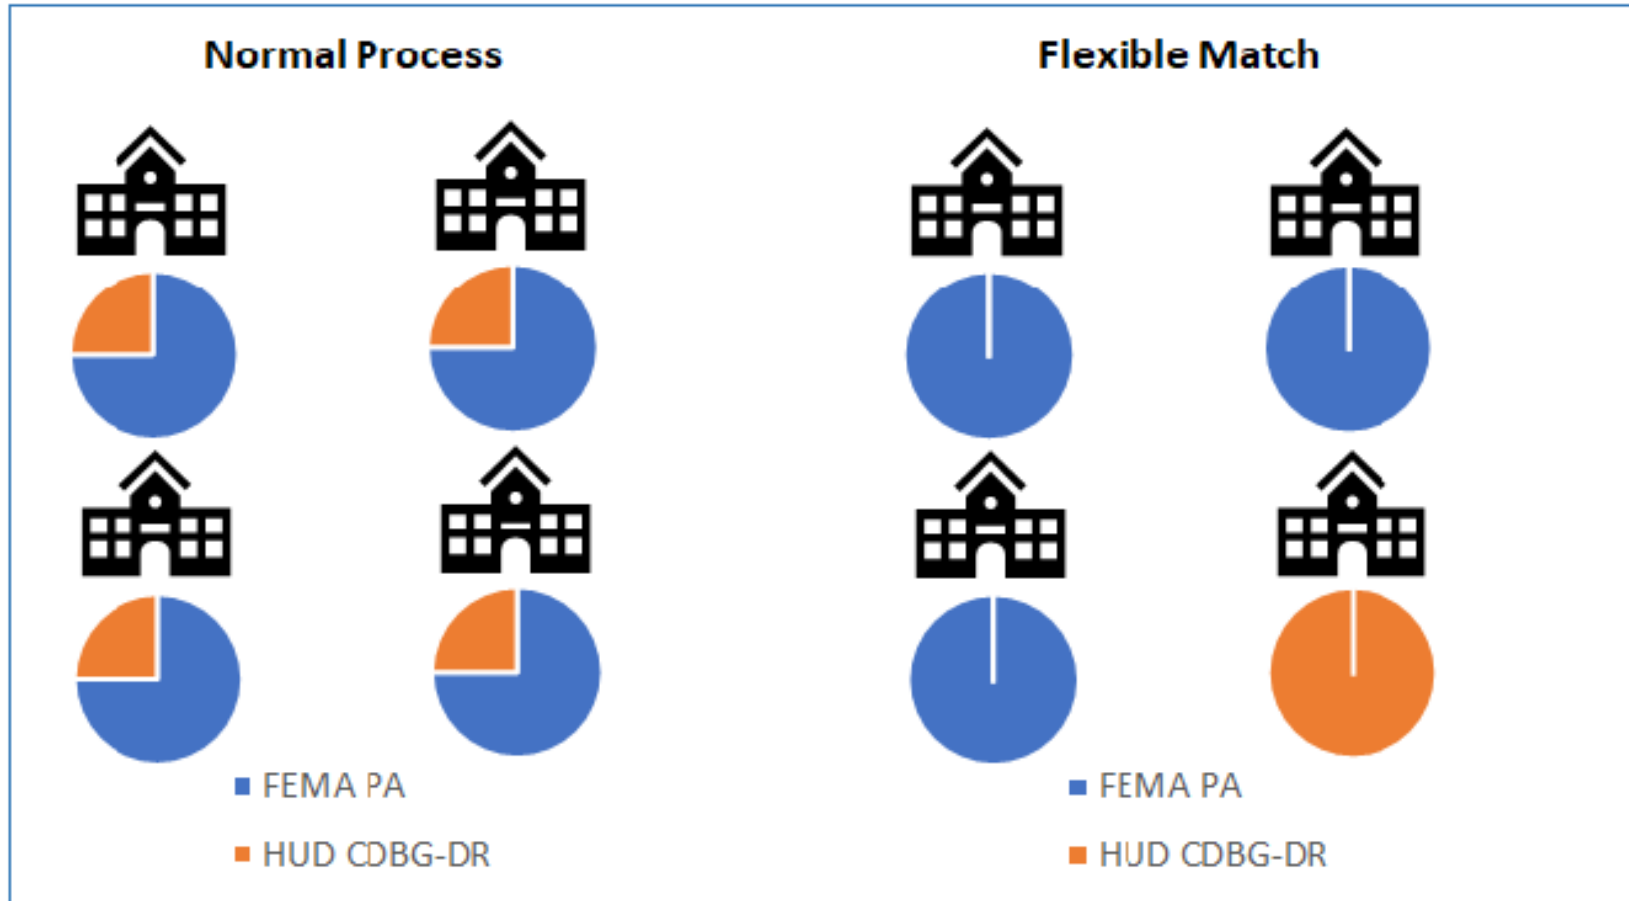 Normal Process
FEMA PA
HUD CDBG-DR
Flexible Match
FEMA PA
HUD CDBG-DR